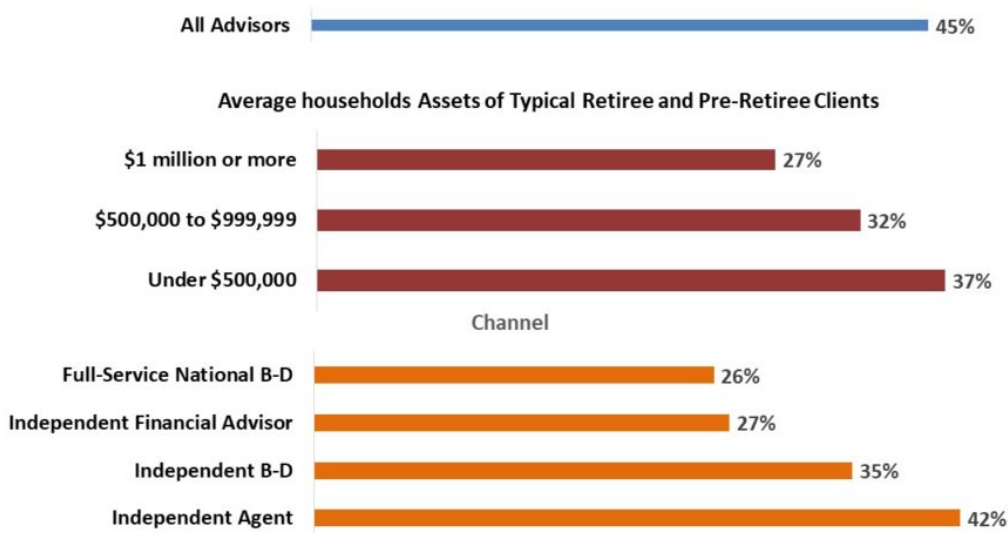 All Advisors 45%
Average households Assets of Typical Retiree and Pre-Retiree Clients
$1 million or more 27%
$500,000 to $999,999 32%
Under $500,000 37%
Channel
Full-Service National B-D 26%
Independent Financial Advisor 27%
Independent B-D 35%
Independent Agent 42%